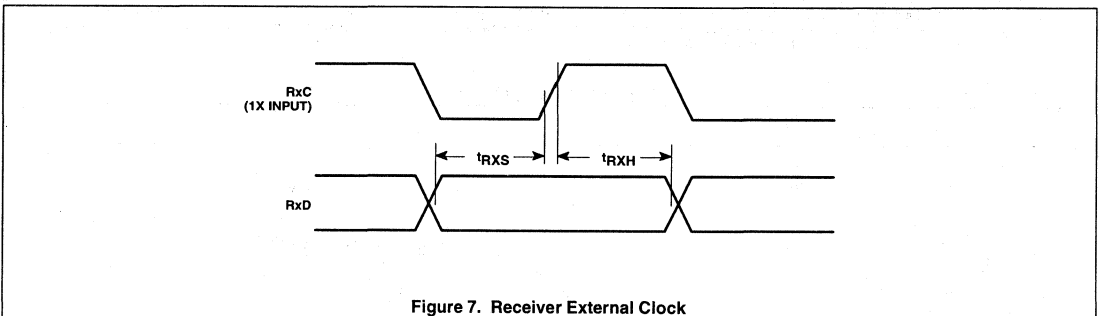 RxC
(1X INPUT)
tRXS
tRXH
RxD
Figure 7. Receiver External Clock